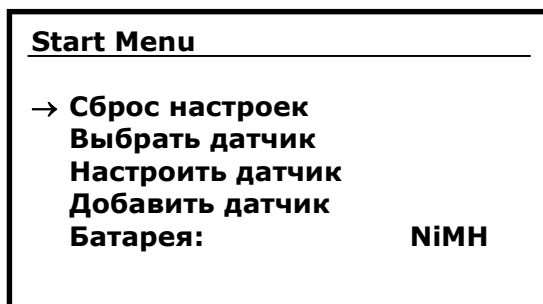 Start Menu
→ Сброс настроек
Выбрать датчик
Настроить датчик
Добавить датчик
Батарея: NiMH